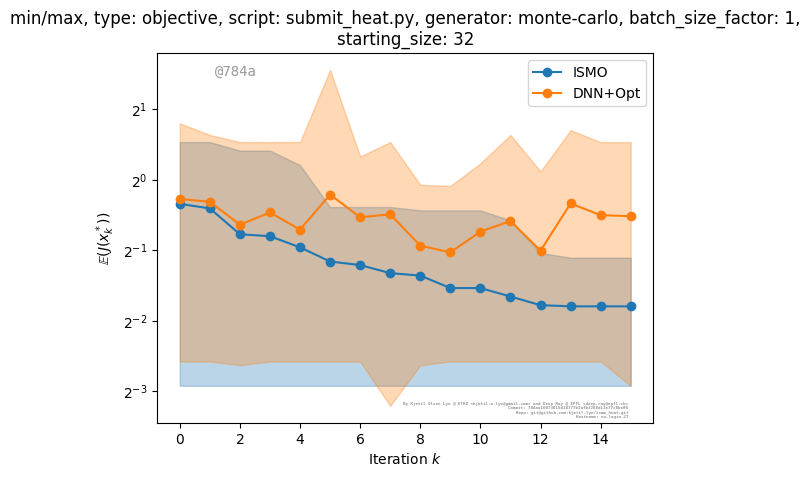 min/max, type: objective, script: submit_heat.py, generator: monte-carlo, batch_size_factor: 1,
starting_size: 32
@784a
ISMO
DNN+Opt
2^1
2^0
2^{-1}
2^{-2}
2^{-3}
𝔼(J(x_k^*))
0 2 4 6 8 10 12 14
Iteration k